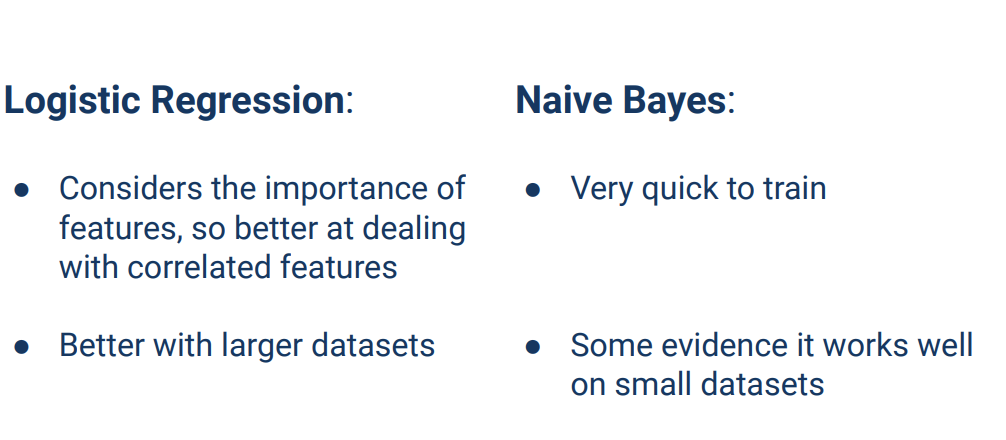 Logistic Regression:
● Considers the importance of
features, so better at dealing
with correlated features
● Better with larger datasets
Naive Bayes:
● Very quick to train
● Some evidence it works well
on small datasets